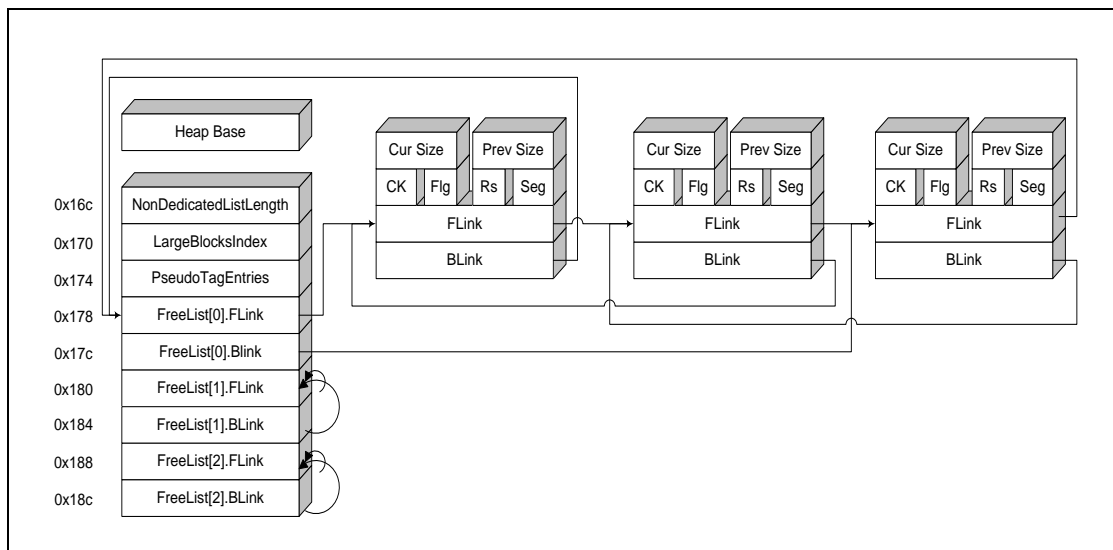 Heap Base
0x16c NonDedicatedListLength
0x170 LargeBlocksIndex
0x174 PseudoTagEntries
0x178 FreeList[0].FLink
0x17c FreeList[0].Blink
0x180 FreeList[1].FLink
0x184 FreeList[1].BLink
0x188 FreeList[2].FLink
0x18c FreeList[2].BLink
Cur Size Prev Size
CK Flg Rs Seg
FLink
BLink
Cur Size Prev Size
CK Flg Rs Seg
FLink
BLink
Cur Size Prev Size
CK Flg Rs Seg
FLink
BLink